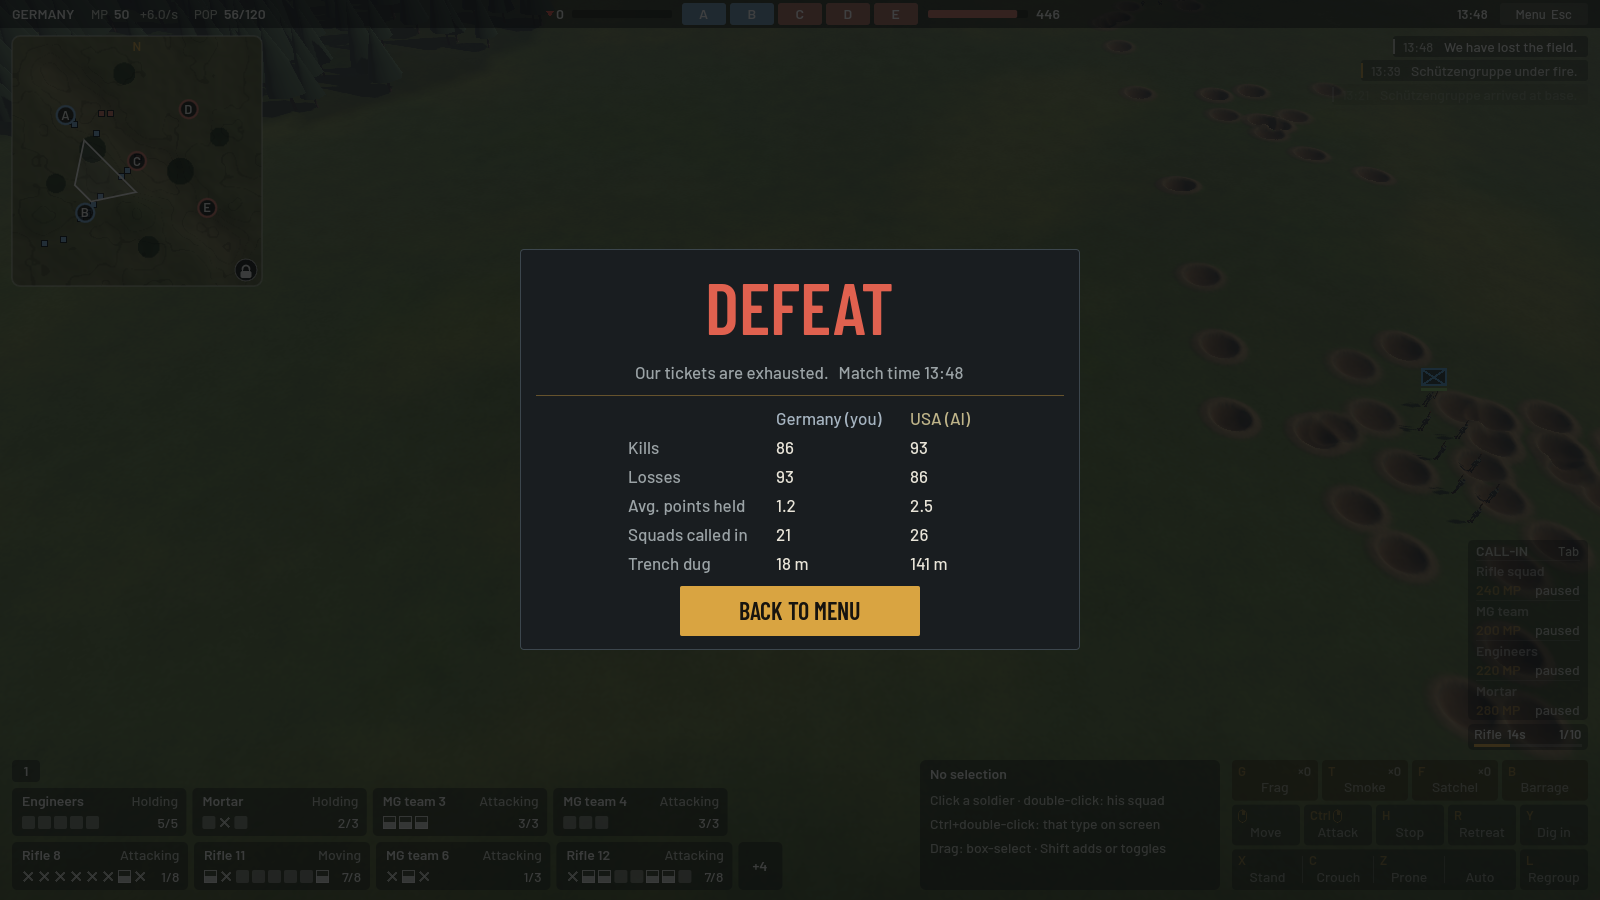 GERMANY MP 50 +6.0/s POP 56/120
0 A B C D E 446
13:48 Menu Esc
N
A
D
C
B
E
13:48 We have lost the field.
13:39 Schützengruppe under fire.
Schützengruppe arrived at base.
DEFEAT
Our tickets are exhausted. Match time 13:48
Germany (you) USA (AI)
Kills 86 93
Losses 93 86
Avg. points held 1.2 2.5
Squads called in 21 26
Trench dug 18 m 141 m
BACK TO MENU
CALL-IN Tab
Rifle squad
240 MP paused
MG team
200 MP paused
Engineers
220 MP paused
Mortar
280 MP paused
Rifle 14s 1/10
1
Engineers Holding
5/5
Mortar Holding
2/3
MG team 3 Attacking
3/3
MG team 4 Attacking
3/3
Rifle 8 Attacking
1/8
Rifle 11 Moving
7/8
MG team 6 Attacking
1/3
Rifle 12 Attacking
7/8
+4
No selection
Click a soldier · double-click: his squad
Ctrl+double-click: that type on screen
Drag: box-select · Shift adds or toggles
G ×0 Frag
T ×0 Smoke
F ×0 Satchel
B Barrage
Move
Ctrl Attack
H Stop
R Retreat
Y Dig in
X Stand
C Crouch
Z Prone
Auto
L Regroup